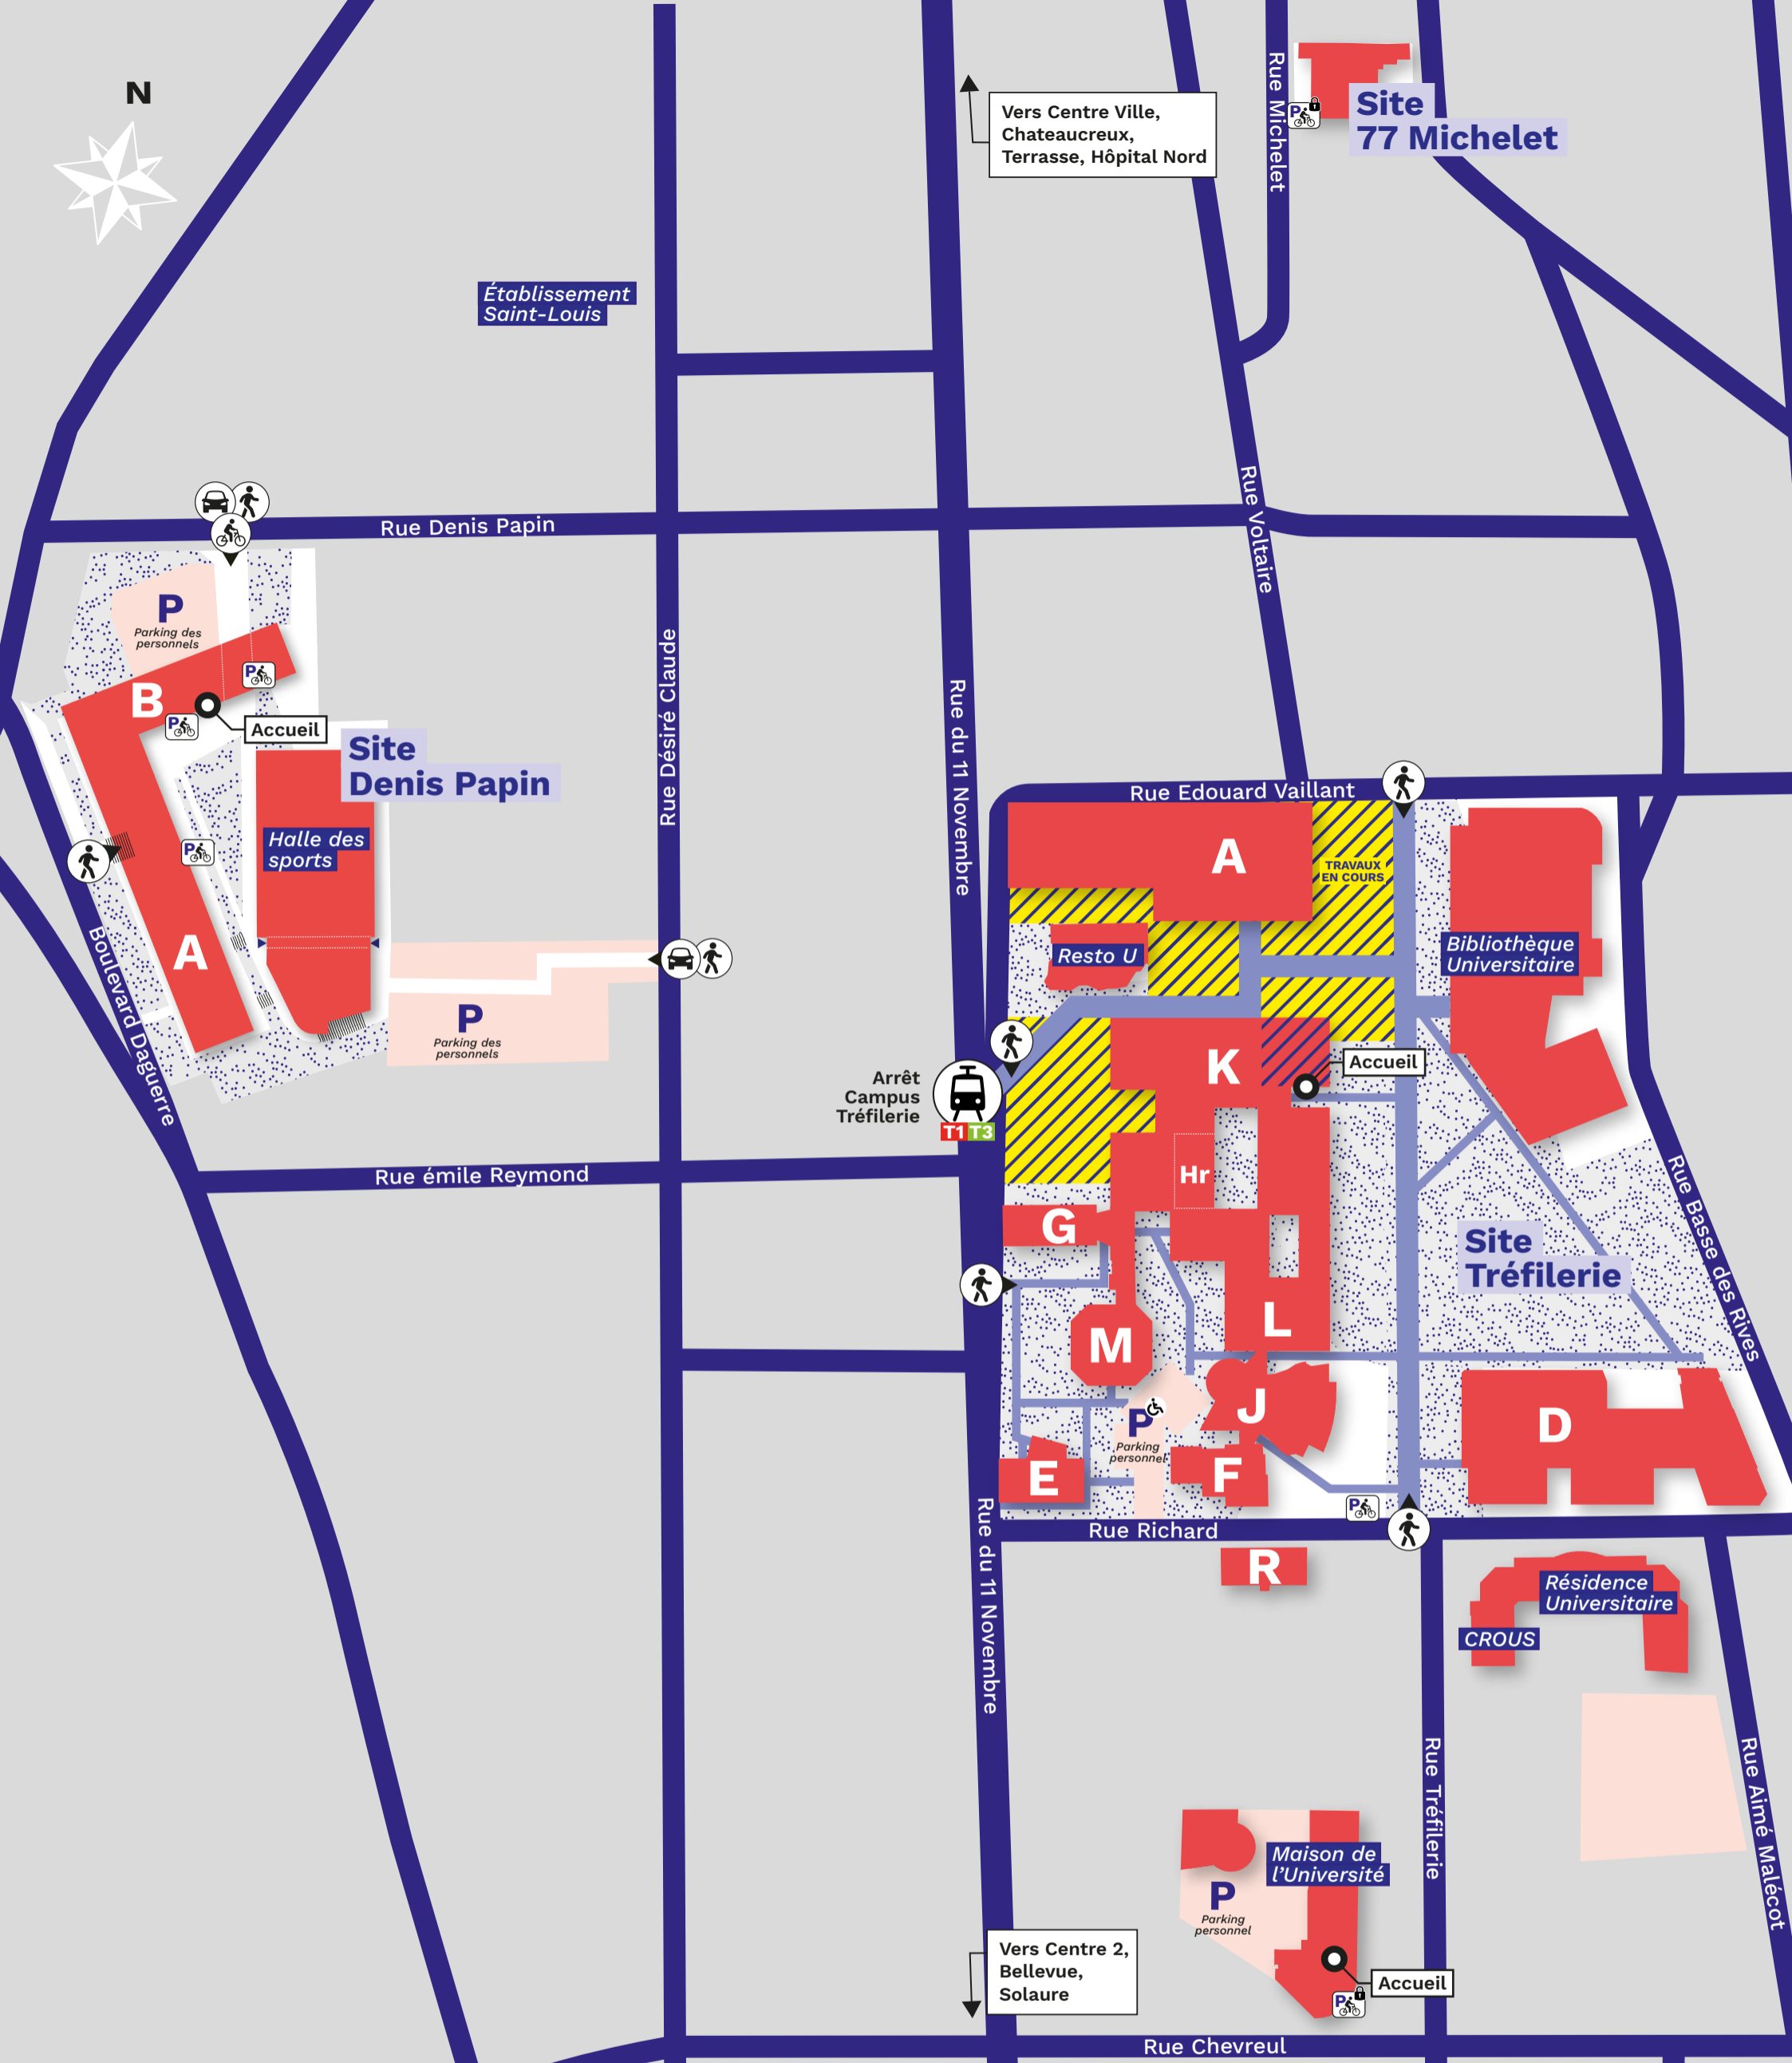 N
Vers Centre Ville,
Chateaucreux,
Terrasse, Hôpital Nord
Rue Michelet
P
Site
77 Michelet
Établissement
Saint-Louis
Rue Denis Papin
Rue Voltaire
P
Parking des
personnels
B
P
P
Accueil
Site
Denis Papin
Halle des
sports
P
A
Boulevard Daguerre
P
Parking des
personnels
Rue Désiré Claude
Rue du 11 Novembre
Rue Edouard Vaillant
A
TRAVAUX
EN COURS
Resto U
Bibliothèque
Universitaire
K
Accueil
Arrêt
Campus
Tréfilerie
T1 T3
Rue émile Reymond
Hr
G
Site
Tréfilerie
Rue Basse des Rives
L
M
J
D
P
Parking
personnel
E
F
P
Rue Richard
Rue du 11 Novembre
R
Résidence
Universitaire
CROUS
Rue Tréfilerie
Rue Aimé Malécot
Maison de
l'Université
P
Parking
personnel
Vers Centre 2,
Bellevue,
Solaure
Accueil
P
Rue Chevreul